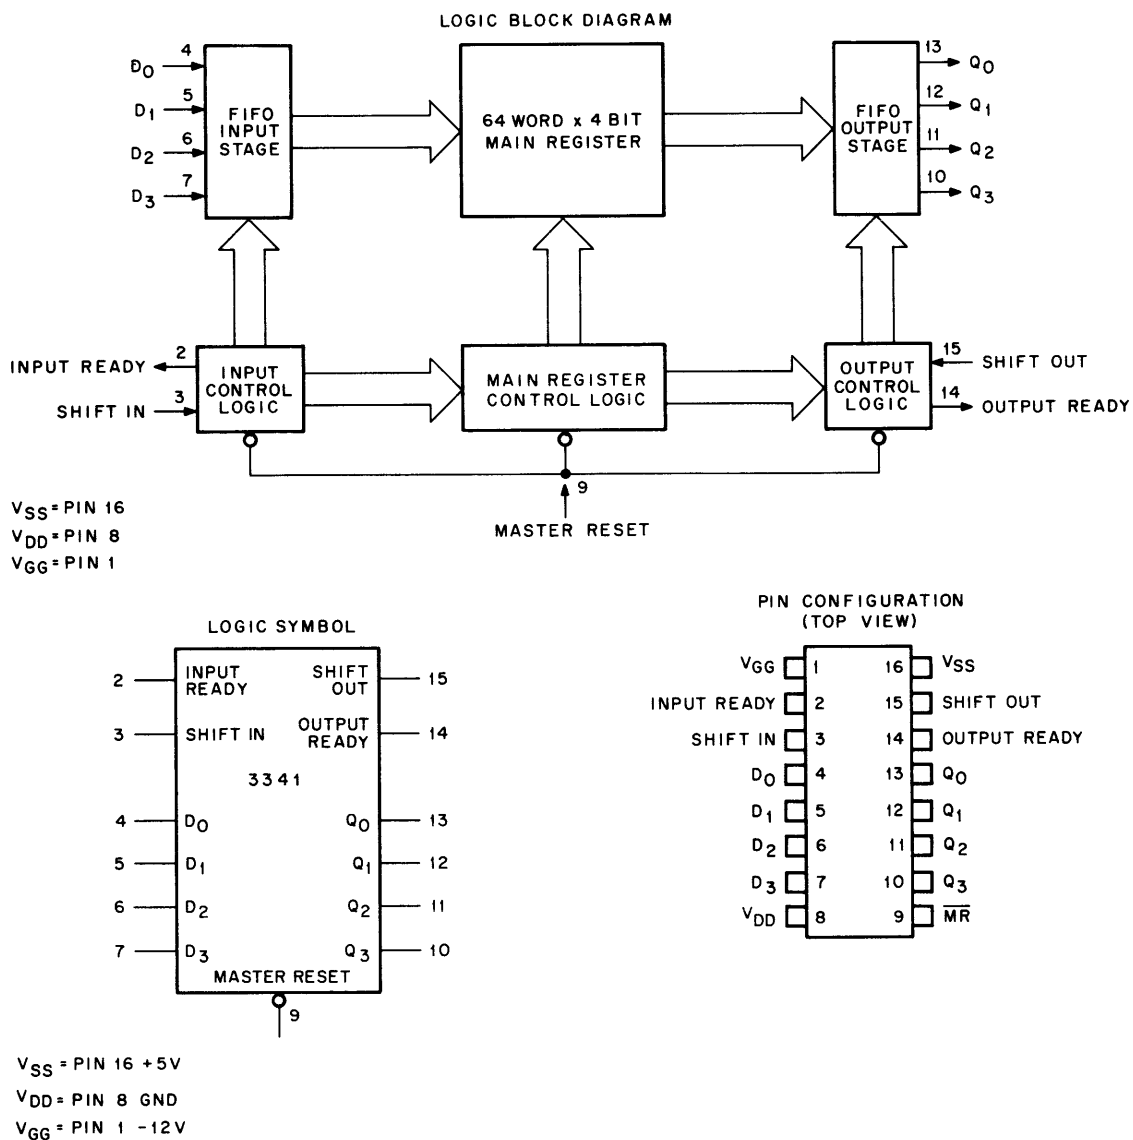 LOGIC BLOCK DIAGRAM
D0 4
D1 5
D2 6
D3 7
FIFO
INPUT
STAGE
64 WORD x 4 BIT
MAIN REGISTER
FIFO
OUTPUT
STAGE
13 Q0
12 Q1
11 Q2
10 Q3
INPUT READY 2
SHIFT IN 3
INPUT
CONTROL
LOGIC
MAIN REGISTER
CONTROL LOGIC
OUTPUT
CONTROL
LOGIC
15 SHIFT OUT
14 OUTPUT READY
9
MASTER RESET
VSS = PIN 16
VDD = PIN 8
VGG = PIN 1
LOGIC SYMBOL
2 INPUT
READY
SHIFT
OUT 15
3 SHIFT IN
OUTPUT
READY 14
3341
4 D0 Q0 13
5 D1 Q1 12
6 D2 Q2 11
7 D3 Q3 10
MASTER RESET
9
VSS = PIN 16 +5V
VDD = PIN 8 GND
VGG = PIN 1 -12V
PIN CONFIGURATION
(TOP VIEW)
VGG 1 16 VSS
INPUT READY 2 15 SHIFT OUT
SHIFT IN 3 14 OUTPUT READY
D0 4 13 Q0
D1 5 12 Q1
D2 6 11 Q2
D3 7 10 Q3
VDD 8 9 M̅R̅